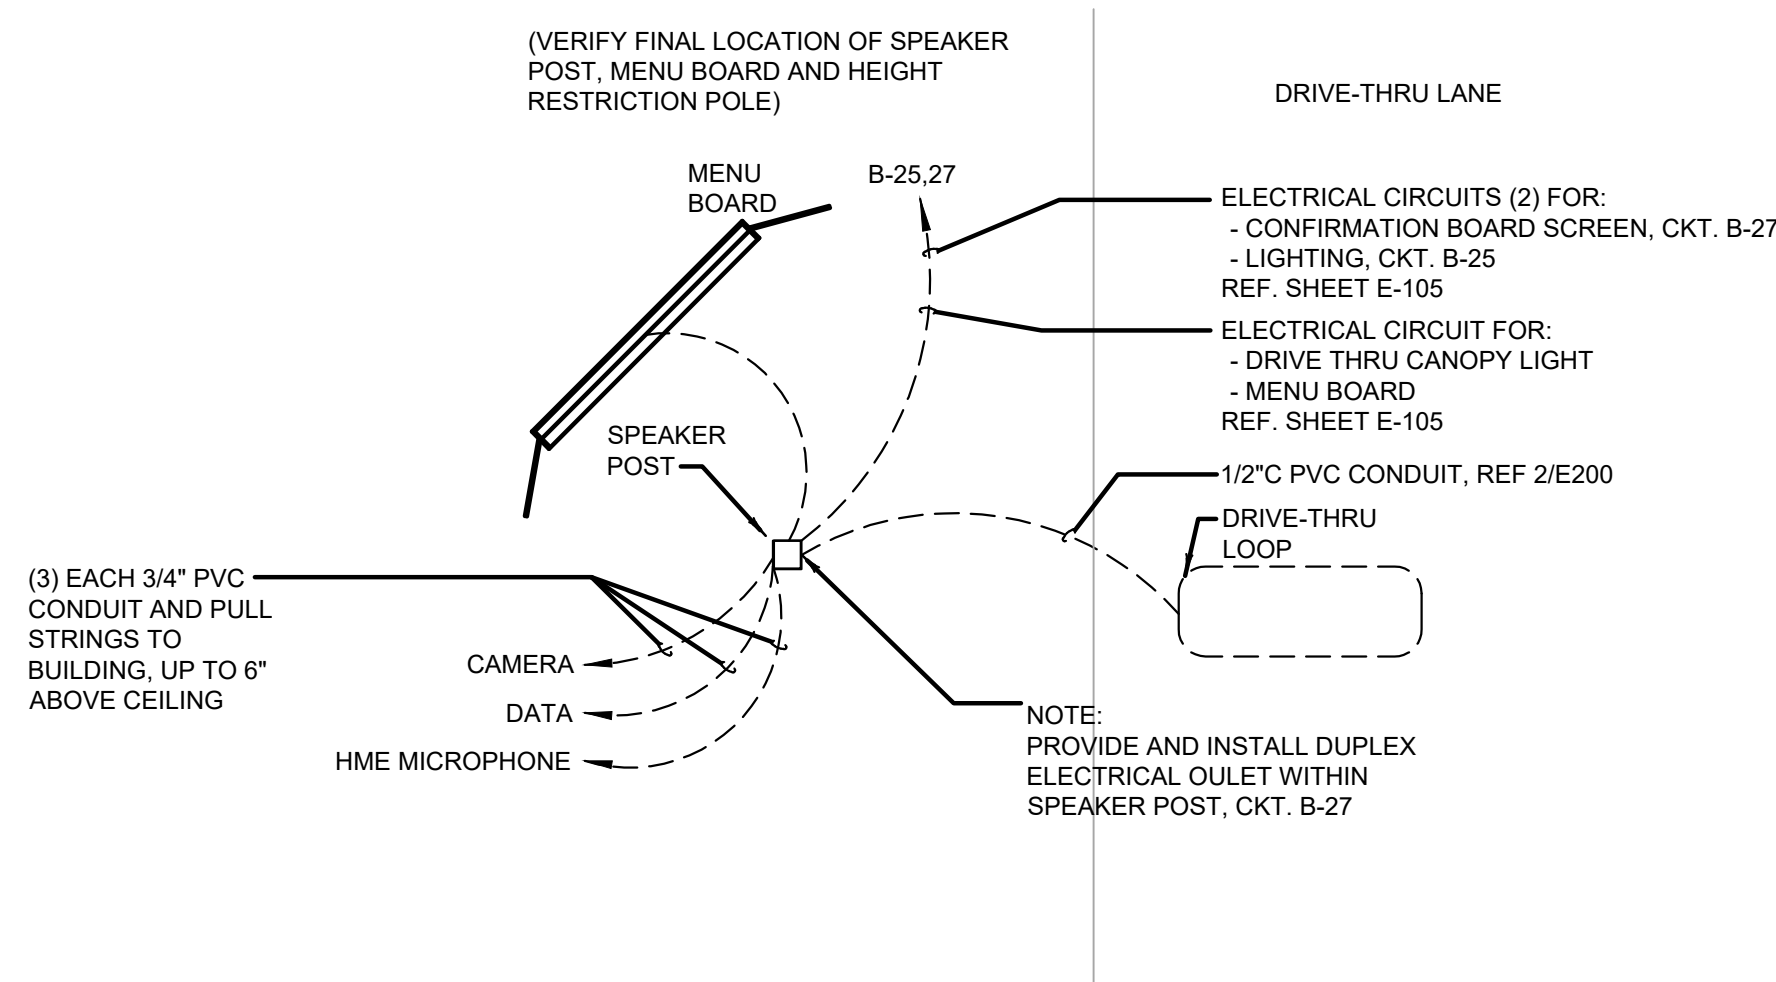 (VERIFY FINAL LOCATION OF SPEAKER
POST, MENU BOARD AND HEIGHT
RESTRICTION POLE)
DRIVE-THRU LANE
MENU
BOARD
B-25,27
ELECTRICAL CIRCUITS (2) FOR:
- CONFIRMATION BOARD SCREEN, CKT. B-27
- LIGHTING, CKT. B-25
REF. SHEET E-105
ELECTRICAL CIRCUIT FOR:
- DRIVE THRU CANOPY LIGHT
- MENU BOARD
REF. SHEET E-105
SPEAKER
POST
1/2"C PVC CONDUIT, REF 2/E200
DRIVE-THRU
LOOP
(3) EACH 3/4" PVC
CONDUIT AND PULL
STRINGS TO
BUILDING, UP TO 6"
ABOVE CEILING
CAMERA
DATA
HME MICROPHONE
NOTE:
PROVIDE AND INSTALL DUPLEX
ELECTRICAL OULET WITHIN
SPEAKER POST, CKT. B-27